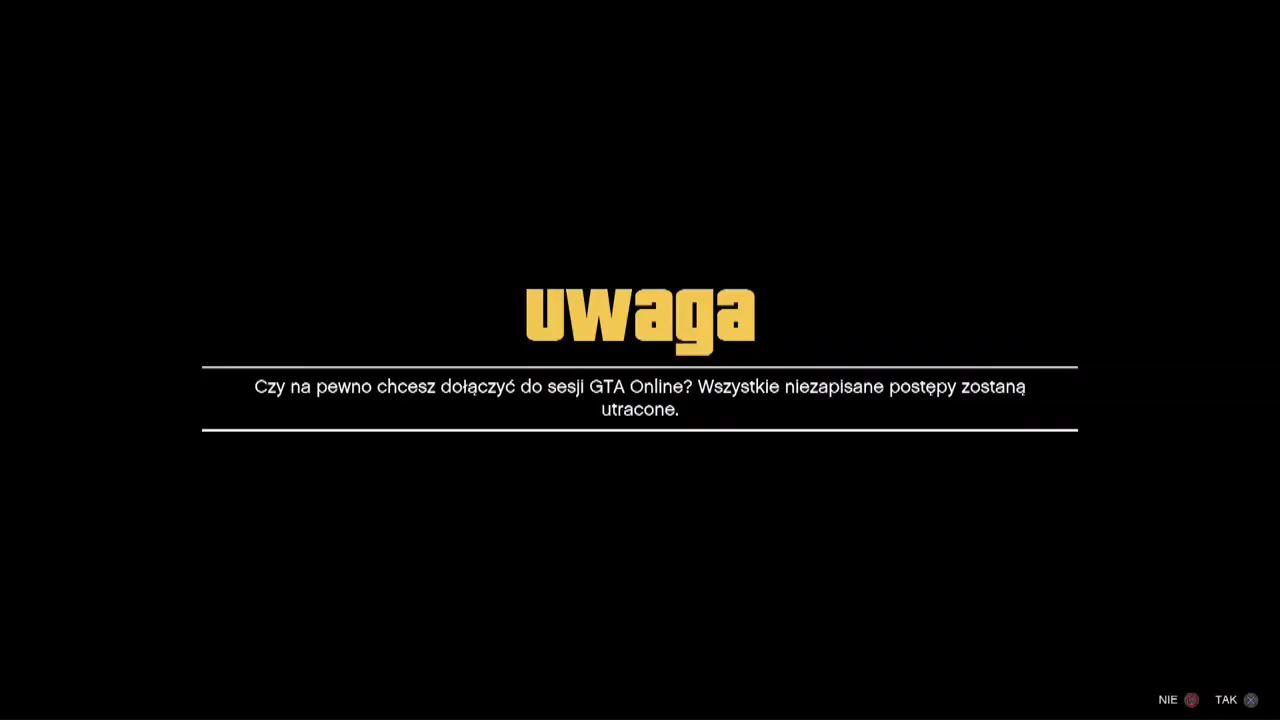 uwaga
Czy na pewno chcesz dołączyć do sesji GTA Online? Wszystkie niezapisane postępy zostaną
utracone.
NIE TAK